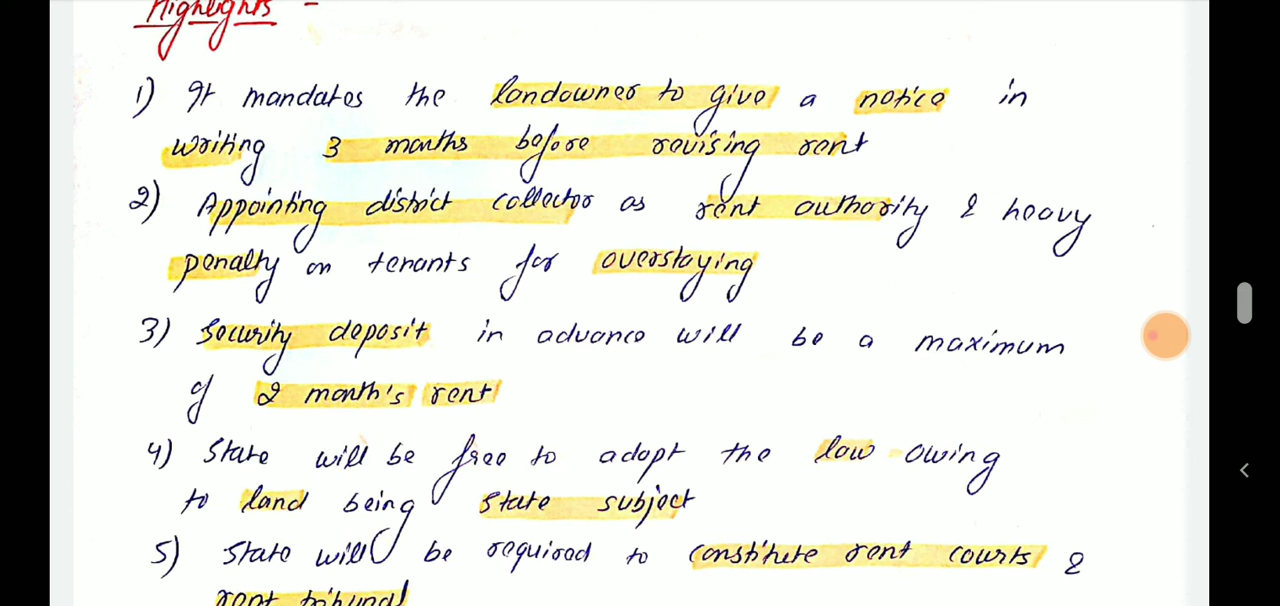 Highlights -
1) It mandates the landowner to give a notice in
writing 3 months before revising rent
2) Appointing district collector as rent authority & heavy
penalty on tenants for overstaying
3) Security deposit in advance will be a maximum
of 2 month's rent
4) State will be free to adopt the law owing
to land being state subject
5) State will be required to constitute rent courts &
rent tribunal